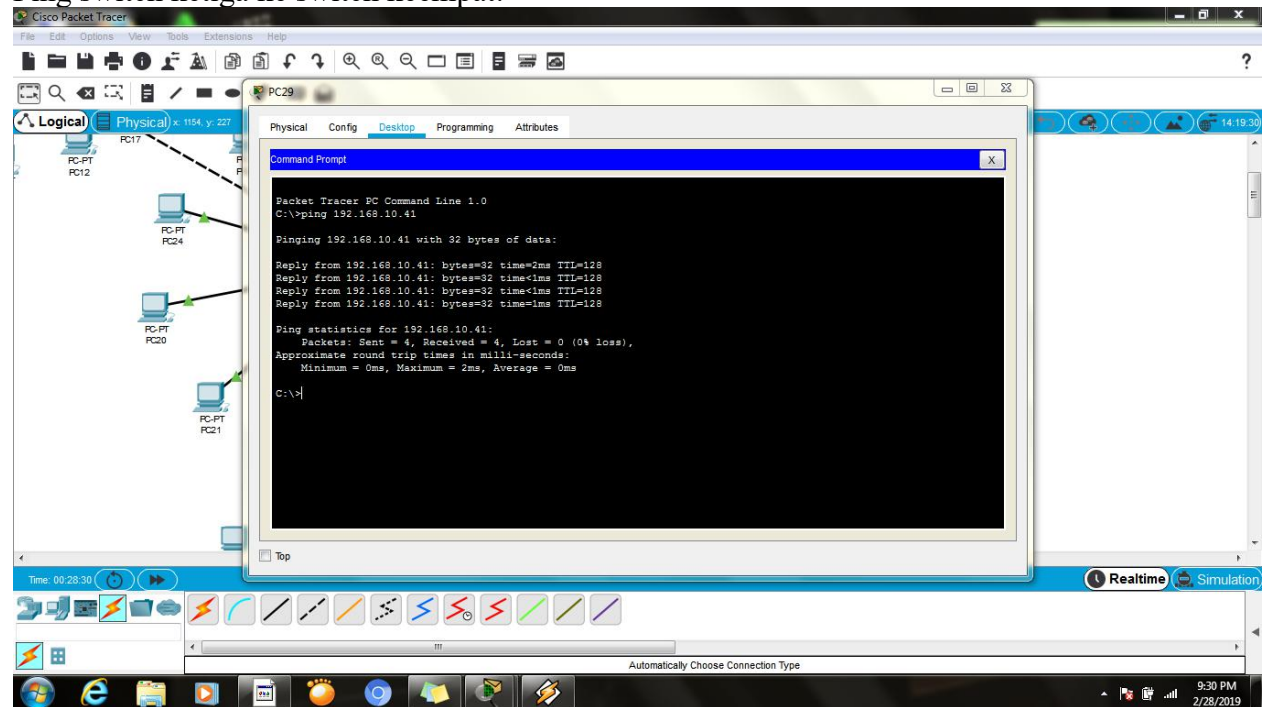 Ping switch ketiga ke switch keempat.
Cisco Packet Tracer
File Edit Options View Tools Extensions Help
?
PC29
Logical Physical x: 1154, y: 227
14:19:30
Physical Config Desktop Programming Attributes
Command Prompt
X
Packet Tracer PC Command Line 1.0
C:\>ping 192.168.10.41
Pinging 192.168.10.41 with 32 bytes of data:
Reply from 192.168.10.41: bytes=32 time=2ms TTL=128
Reply from 192.168.10.41: bytes=32 time<1ms TTL=128
Reply from 192.168.10.41: bytes=32 time<1ms TTL=128
Reply from 192.168.10.41: bytes=32 time=1ms TTL=128
Ping statistics for 192.168.10.41:
Packets: Sent = 4, Received = 4, Lost = 0 (0% loss),
Approximate round trip times in milli-seconds:
Minimum = 0ms, Maximum = 2ms, Average = 0ms
C:\>
PC17
PC-PT
PC12
PC-PT
PC24
PC-PT
PC20
PC-PT
PC21
Top
Time: 00:28:30
Realtime Simulation
Automatically Choose Connection Type
9:30 PM
2/28/2019